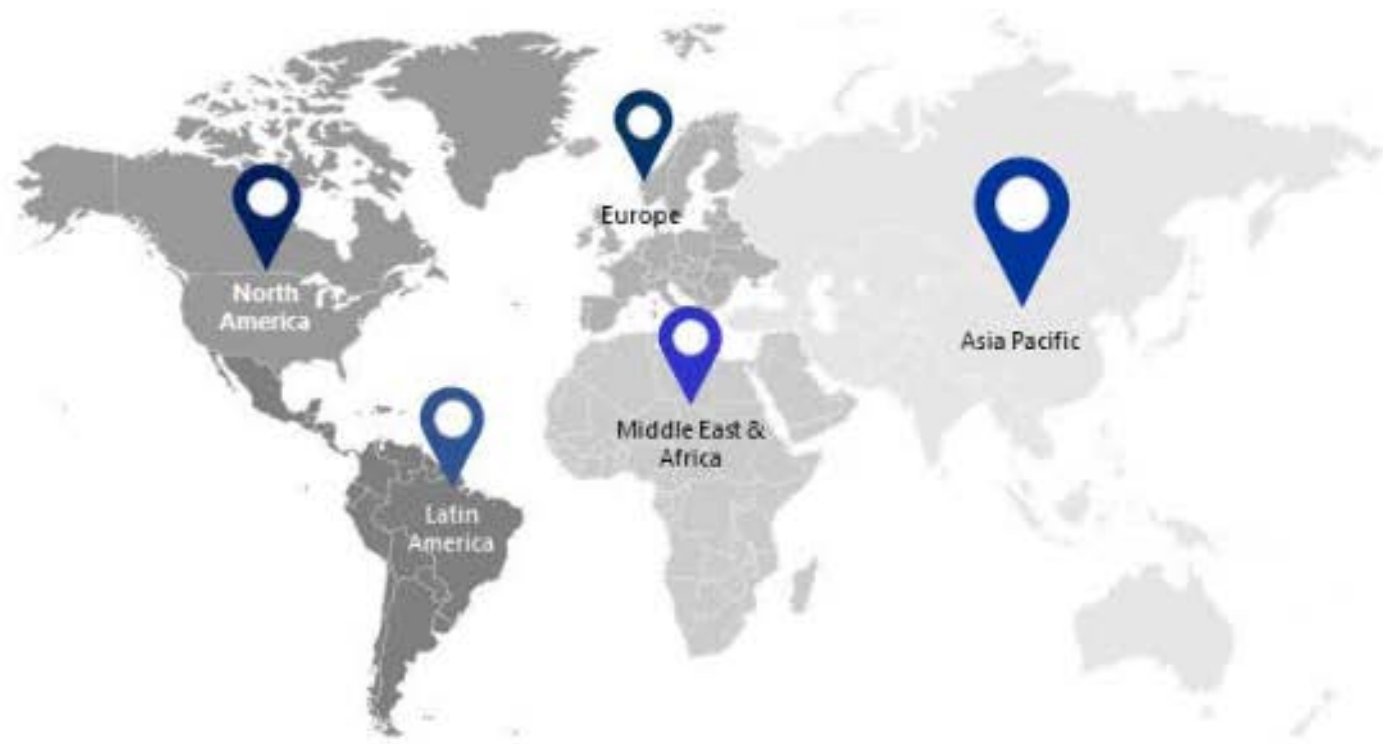 Europe
North
America
Asia Pacific
Middle East &
Africa
Latin
America